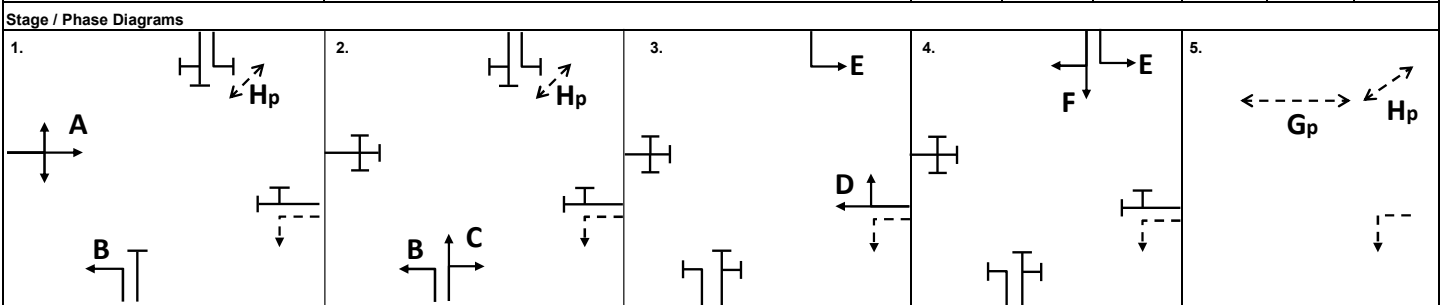 Stage / Phase Diagrams
1.
2.
3.
4.
5.
Hp
A
B
Hp
B
C
E
D
E
F
Gp
Hp